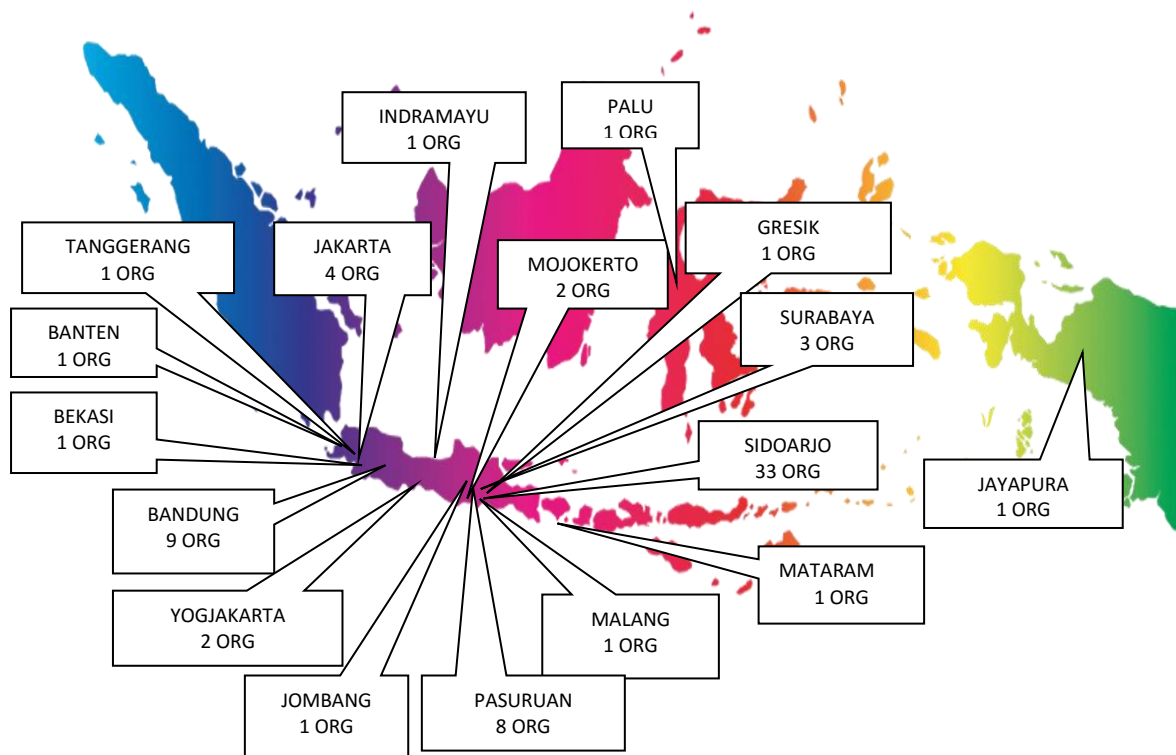 INDRAMAYU
1 ORG
PALU
1 ORG
TANGGERANG
1 ORG
JAKARTA
4 ORG
MOJOKERTO
2 ORG
GRESIK
1 ORG
BANTEN
1 ORG
SURABAYA
3 ORG
BEKASI
1 ORG
SIDOARJO
33 ORG
JAYAPURA
1 ORG
BANDUNG
9 ORG
MATARAM
1 ORG
YOGJAKARTA
2 ORG
MALANG
1 ORG
JOMBANG
1 ORG
PASURUAN
8 ORG